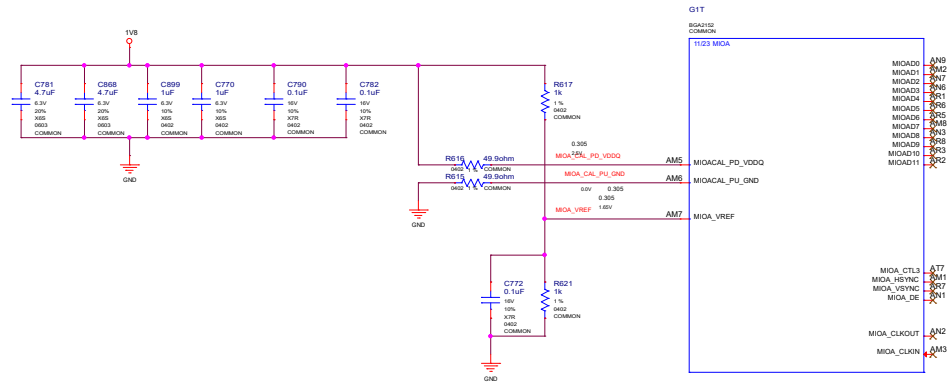 G1T
BGA2152
COMMON
11/23 MIOA
1V8
C781
4.7uF
6.3V
20%
X6S
0603
COMMON
C868
4.7uF
6.3V
20%
X6S
0603
COMMON
C899
1uF
6.3V
10%
X6S
0402
COMMON
C770
1uF
6.3V
10%
X6S
0402
COMMON
C790
0.1uF
16V
10%
X7R
0402
COMMON
C782
0.1uF
16V
10%
X7R
0402
COMMON
GND
R617
1k
1 %
0402
COMMON
R616
49.9ohm
0402
1 %
COMMON
R615
49.9ohm
0402
1 %
COMMON
GND
0.305
MIOA_CAL_PD_VDDQ
MIOA_CAL_PU_GND
0.0V
0.305
0.305
MIOA_VREF
1.65V
AM5
MIOACAL_PD_VDDQ
AM6
MIOACAL_PU_GND
AM7
MIOA_VREF
C772
0.1uF
16V
10%
X7R
0402
COMMON
R621
1k
1 %
0402
COMMON
GND
MIOAD0 AN9
MIOAD1 AM2
MIOAD2 AN7
MIOAD3 AN6
MIOAD4 AR1
MIOAD5 AR6
MIOAD6 AR5
MIOAD7 AM8
MIOAD8 AN3
MIOAD9 AR8
MIOAD10 AR3
MIOAD11 AR2
MIOA_CTL3 AT7
MIOA_HSYNC AM1
MIOA_VSYNC AR7
MIOA_DE AN1
MIOA_CLKOUT AN2
MIOA_CLKIN AM3